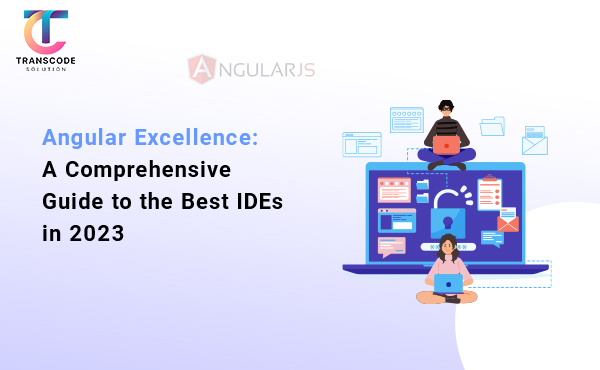 TRANSCODE
SOLUTION
ANGULARJS
Angular Excellence:
A Comprehensive
Guide to the Best IDEs
in 2023